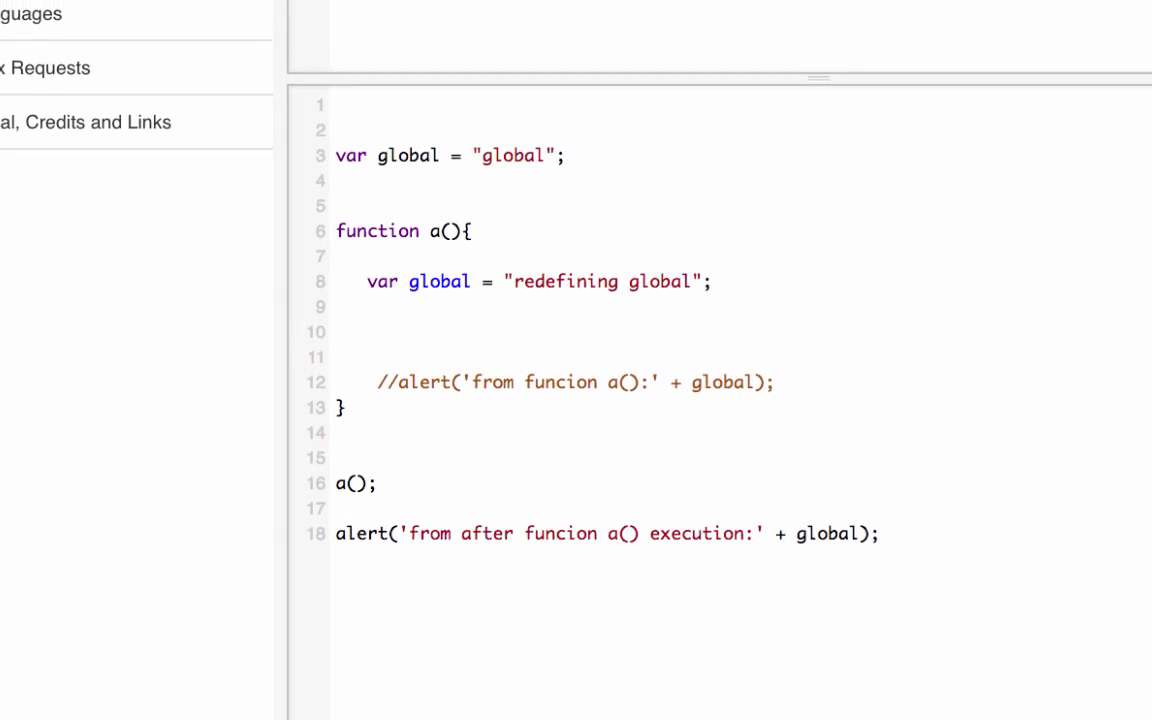 guages
x Requests
al, Credits and Links
1
2
3 var global = "global";
4
5
6 function a(){
7
8 var global = "redefining global";
9
10
11
12 //alert('from funcion a():' + global);
13 }
14
15
16 a();
17
18 alert('from after funcion a() execution:' + global);